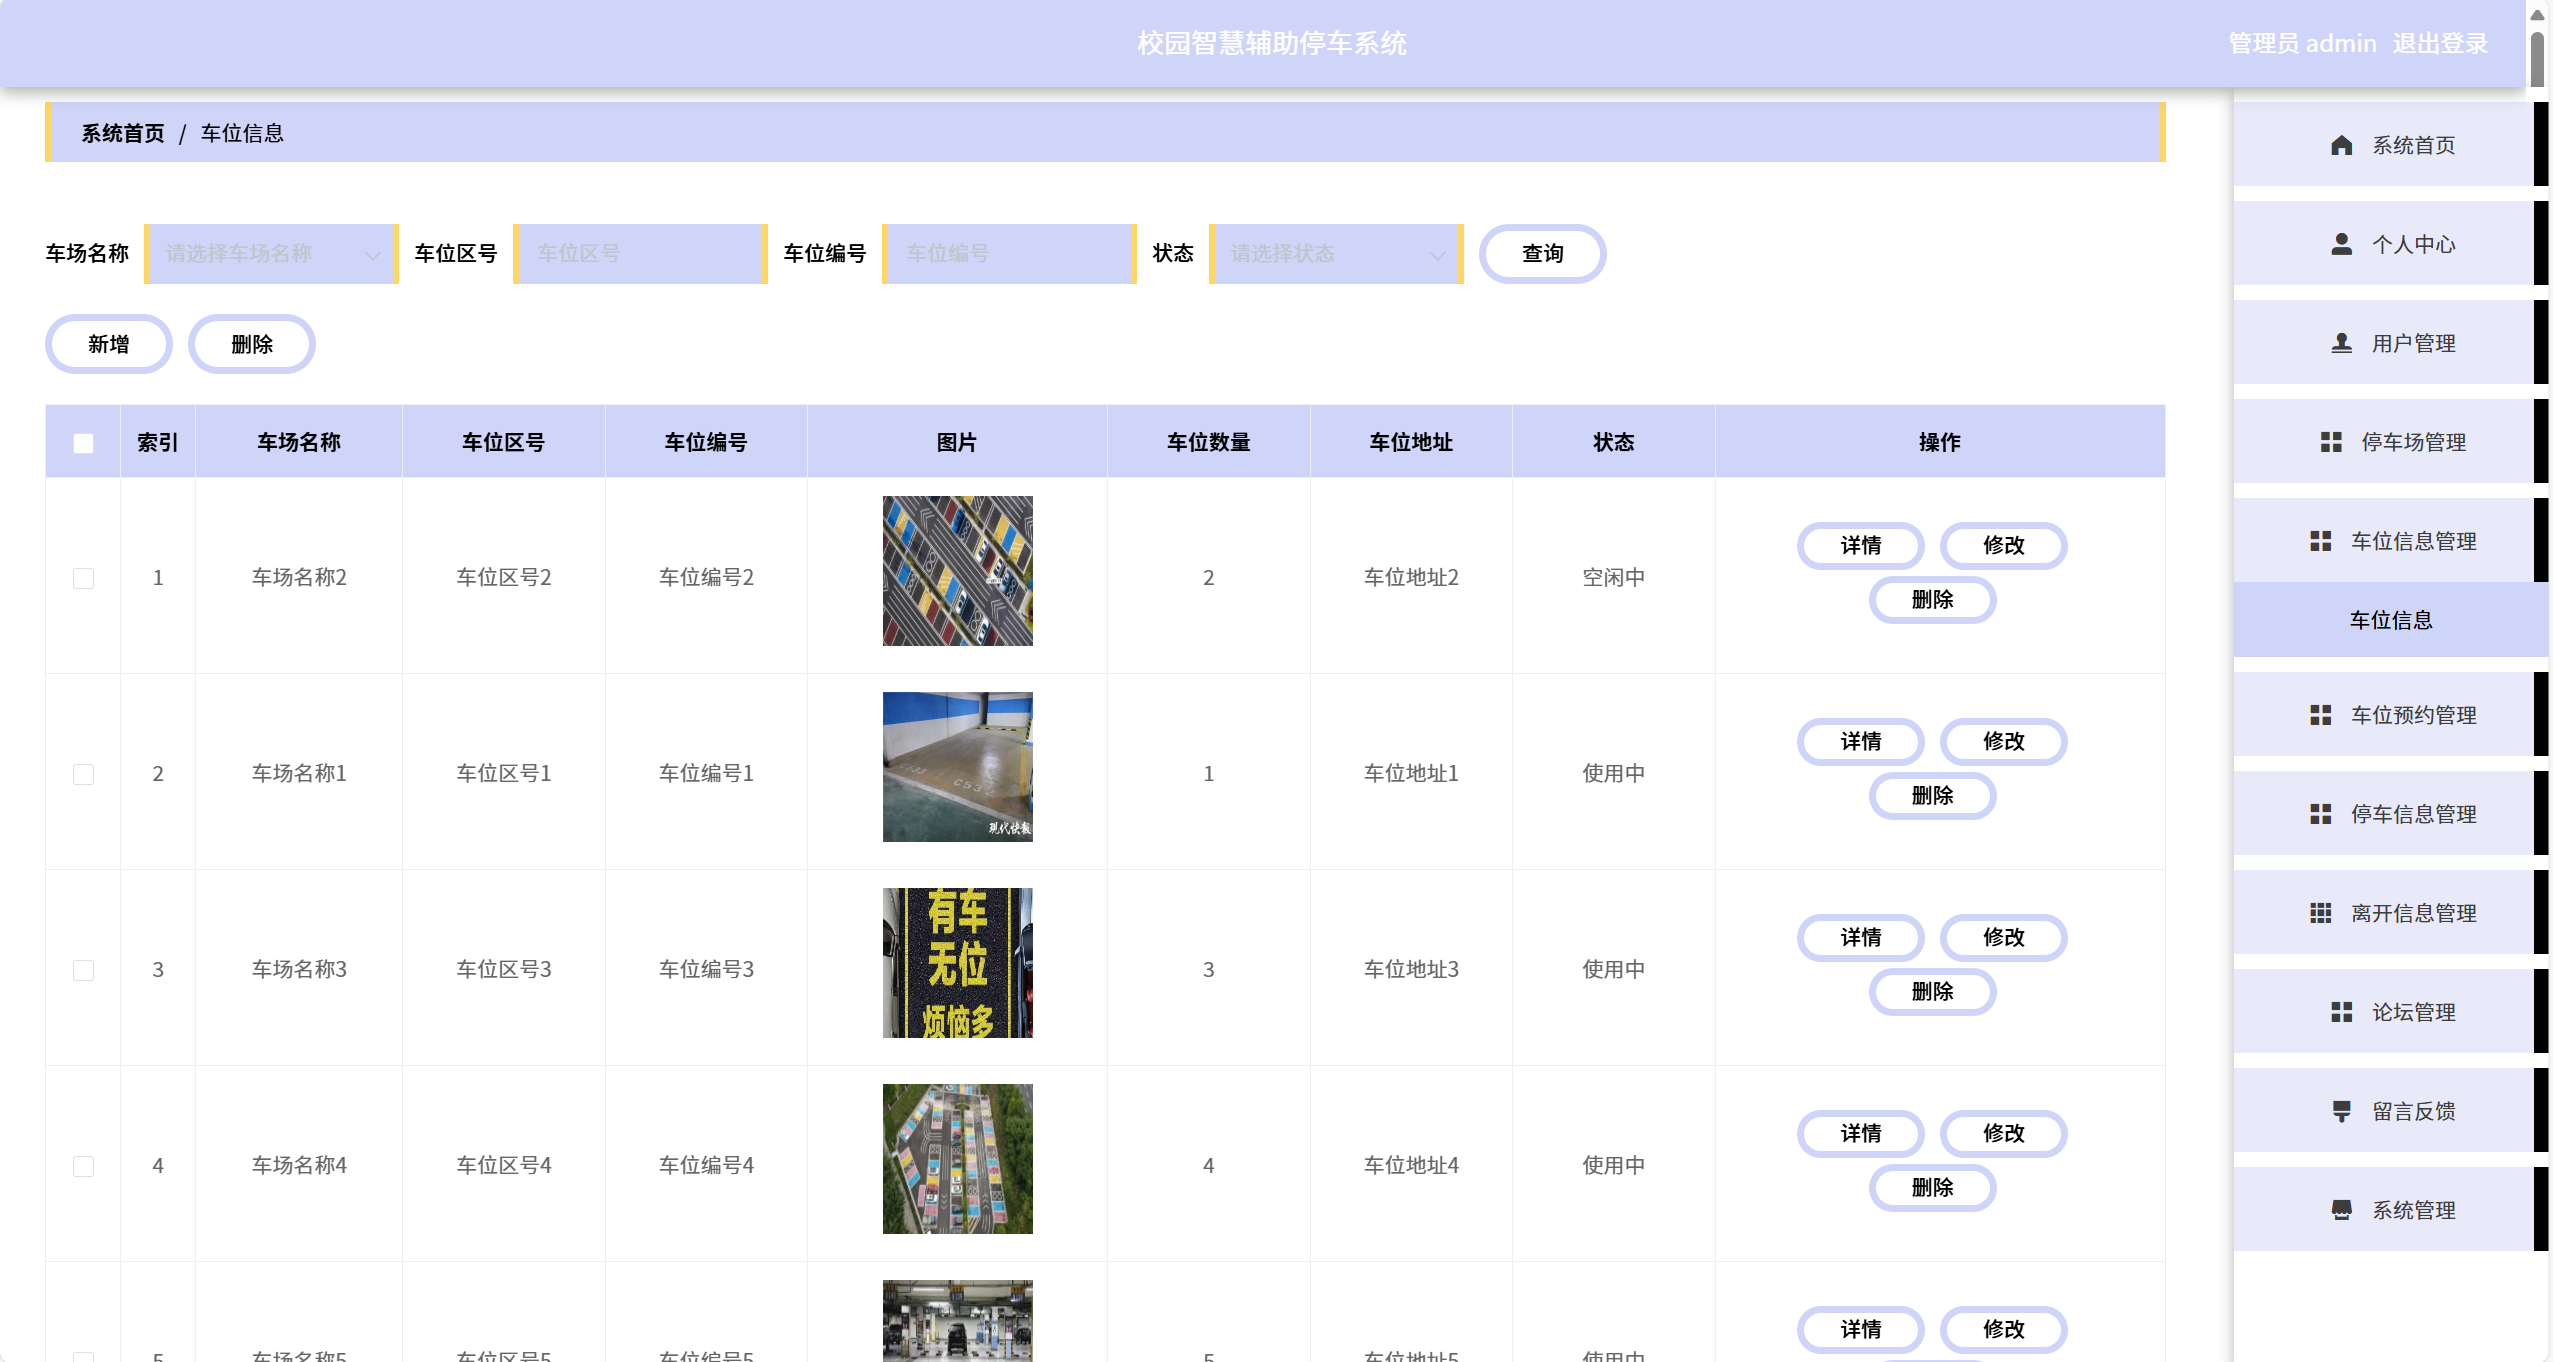 校园智慧辅助停车系统
管理员 admin 退出登录
系统首页 / 车位信息
车场名称 请选择车场名称 车位区号 车位区号 车位编号 车位编号 状态 请选择状态 查询
新增 删除
索引 车场名称 车位区号 车位编号 图片 车位数量 车位地址 状态 操作
1 车场名称2 车位区号2 车位编号2 2 车位地址2 空闲中 详情 修改
删除
2 车场名称1 车位区号1 车位编号1 C532 现代快报 1 车位地址1 使用中 详情 修改
删除
3 车场名称3 车位区号3 车位编号3 3 车位地址3 使用中 详情 修改
删除
有车
无位
烦恼多
4 车场名称4 车位区号4 车位编号4 4 车位地址4 使用中 详情 修改
删除
5 车场名称5 车位区号5 车位编号5 5 车位地址5 使用中 详情 修改
系统首页
个人中心
用户管理
停车场管理
车位信息管理
车位信息
车位预约管理
停车信息管理
离开信息管理
论坛管理
留言反馈
系统管理